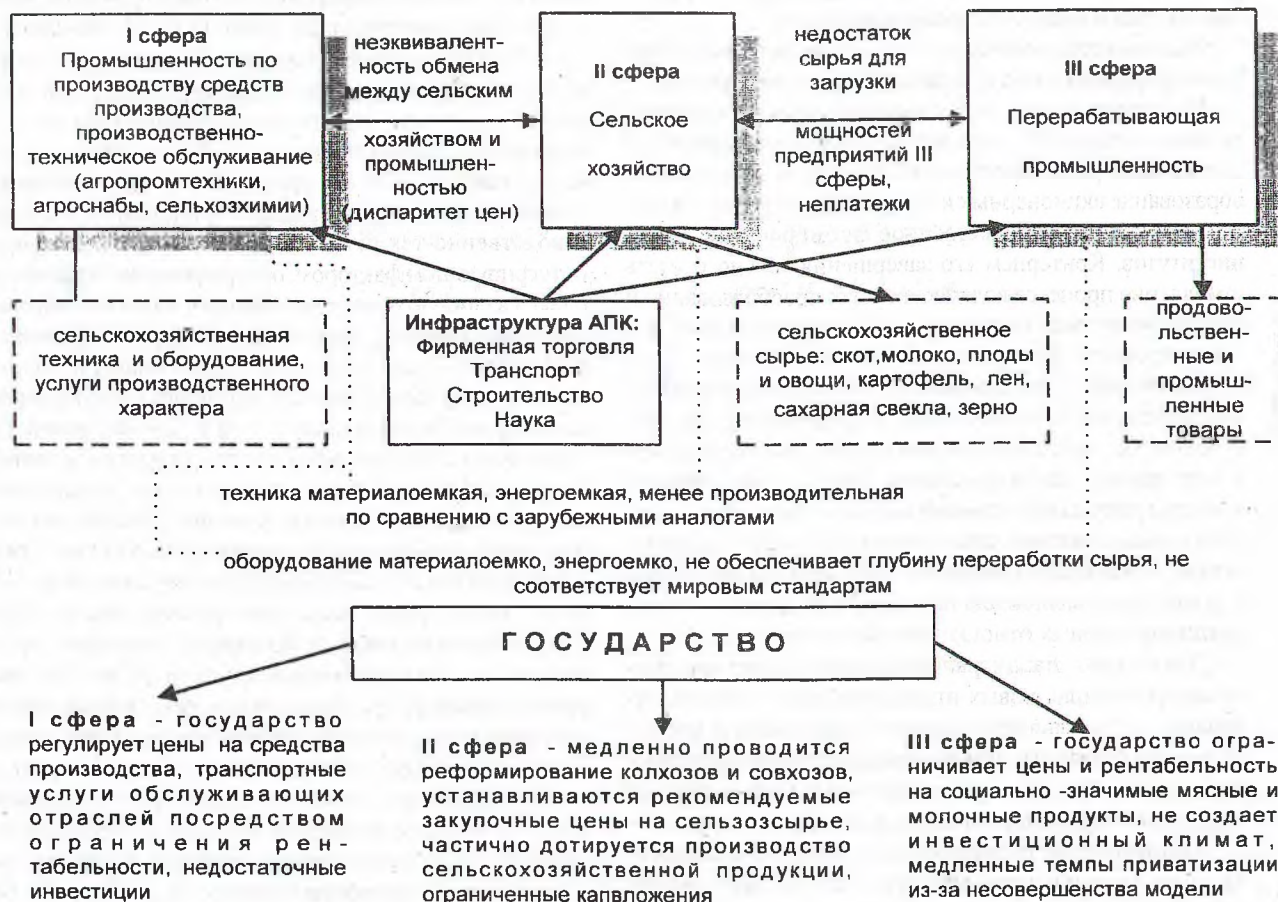 I сфера
Промышленность по
производству средств
производства,
производственно-
техническое обслуживание
(агропромтехники,
агроснабы, сельхозхимии)
неэквивалент-
ность обмена
между сельским
хозяйством и
промышлен-
ностью
(диспаритет цен)
II сфера
Сельское
хозяйство
недостаток
сырья для
загрузки
мощностей
предприятий III
сферы,
неплатежи
III сфера
Перерабатывающая
промышленность
сельскохозяйственная
техника и оборудование,
услуги производственного
характера
Инфраструктура АПК:
Фирменная торговля
Транспорт
Строительство
Наука
сельскохозяйственное
сырье: скот,молоко, плоды
и овощи, картофель, лен,
сахарная свекла, зерно
продово-
льствен-
ные и
промыш-
ленные
товары
техника материалоемкая, энергоемкая, менее производительная
по сравнению с зарубежными аналогами
оборудование материалоемко, энергоемко, не обеспечивает глубину переработки сырья, не
соответствует мировым стандартам
ГОСУДАРСТВО
I сфера - государство
регулирует цены на средства
производства, транспортные
услуги обслуживающих
отраслей посредством
ограничения рен-
табельности, недостаточные
инвестиции
II сфера - медленно проводится
реформирование колхозов и совхозов,
устанавливаются рекомендуемые
закупочные цены на сельзозсырье,
частично дотируется производство
сельскохозяйственной продукции,
ограниченные капвложения
III сфера - государство огра-
ничивает цены и рентабельность
на социально -значимые мясные и
молочные продукты, не создает
инвестиционный климат,
медленные темпы приватизации
из-за несовершенства модели